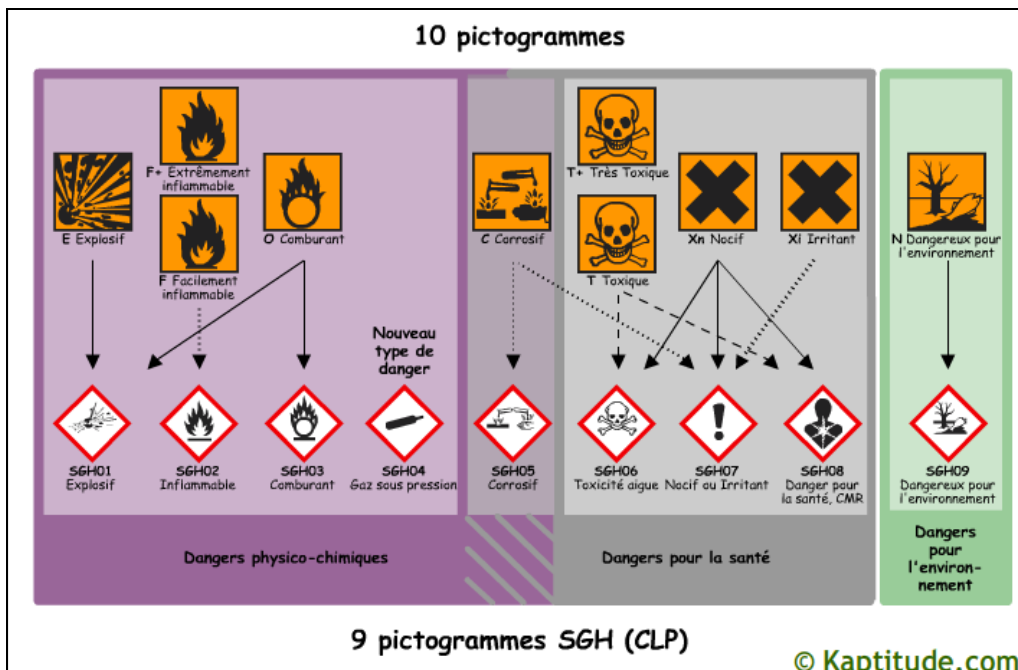 10 pictogrammes
F+ Extrêmement
inflammable
T+ Très Toxique
E Explosif
O Comburant
C Corrosif
Xn Nocif
Xi Irritant
N Dangereux pour
l'environnement
F Facilement
inflammable
T Toxique
Nouveau
type de
danger
SGH01
Explosif
SGH02
Inflammable
SGH03
Comburant
SGH04
Gaz sous pression
SGH05
Corrosif
SGH06
Toxicité aigue
SGH07
Nocif ou Irritant
SGH08
Danger pour
la santé, CMR
SGH09
Dangereux pour
l'environnement
Dangers physico-chimiques
Dangers pour la santé
Dangers
pour
l'environ-
nement
9 pictogrammes SGH (CLP)
© Kaptitude.com